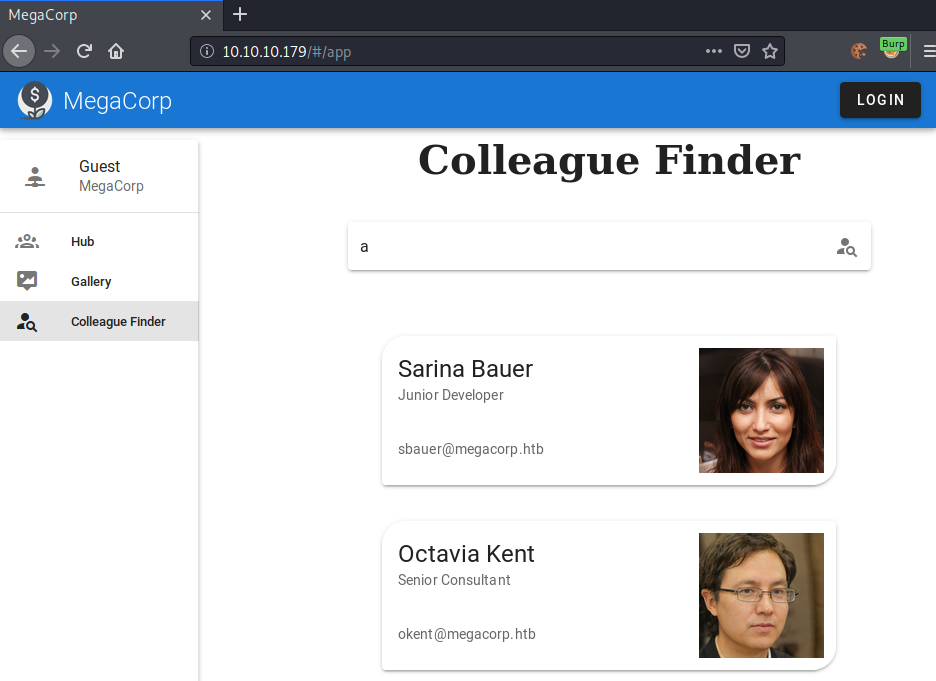 MegaCorp
10.10.10.179/#/app
Burp
$
MegaCorp
LOGIN
Guest
MegaCorp
Hub
Gallery
Colleague Finder
Colleague Finder
a
Sarina Bauer
Junior Developer
sbauer@megacorp.htb
Octavia Kent
Senior Consultant
okent@megacorp.htb